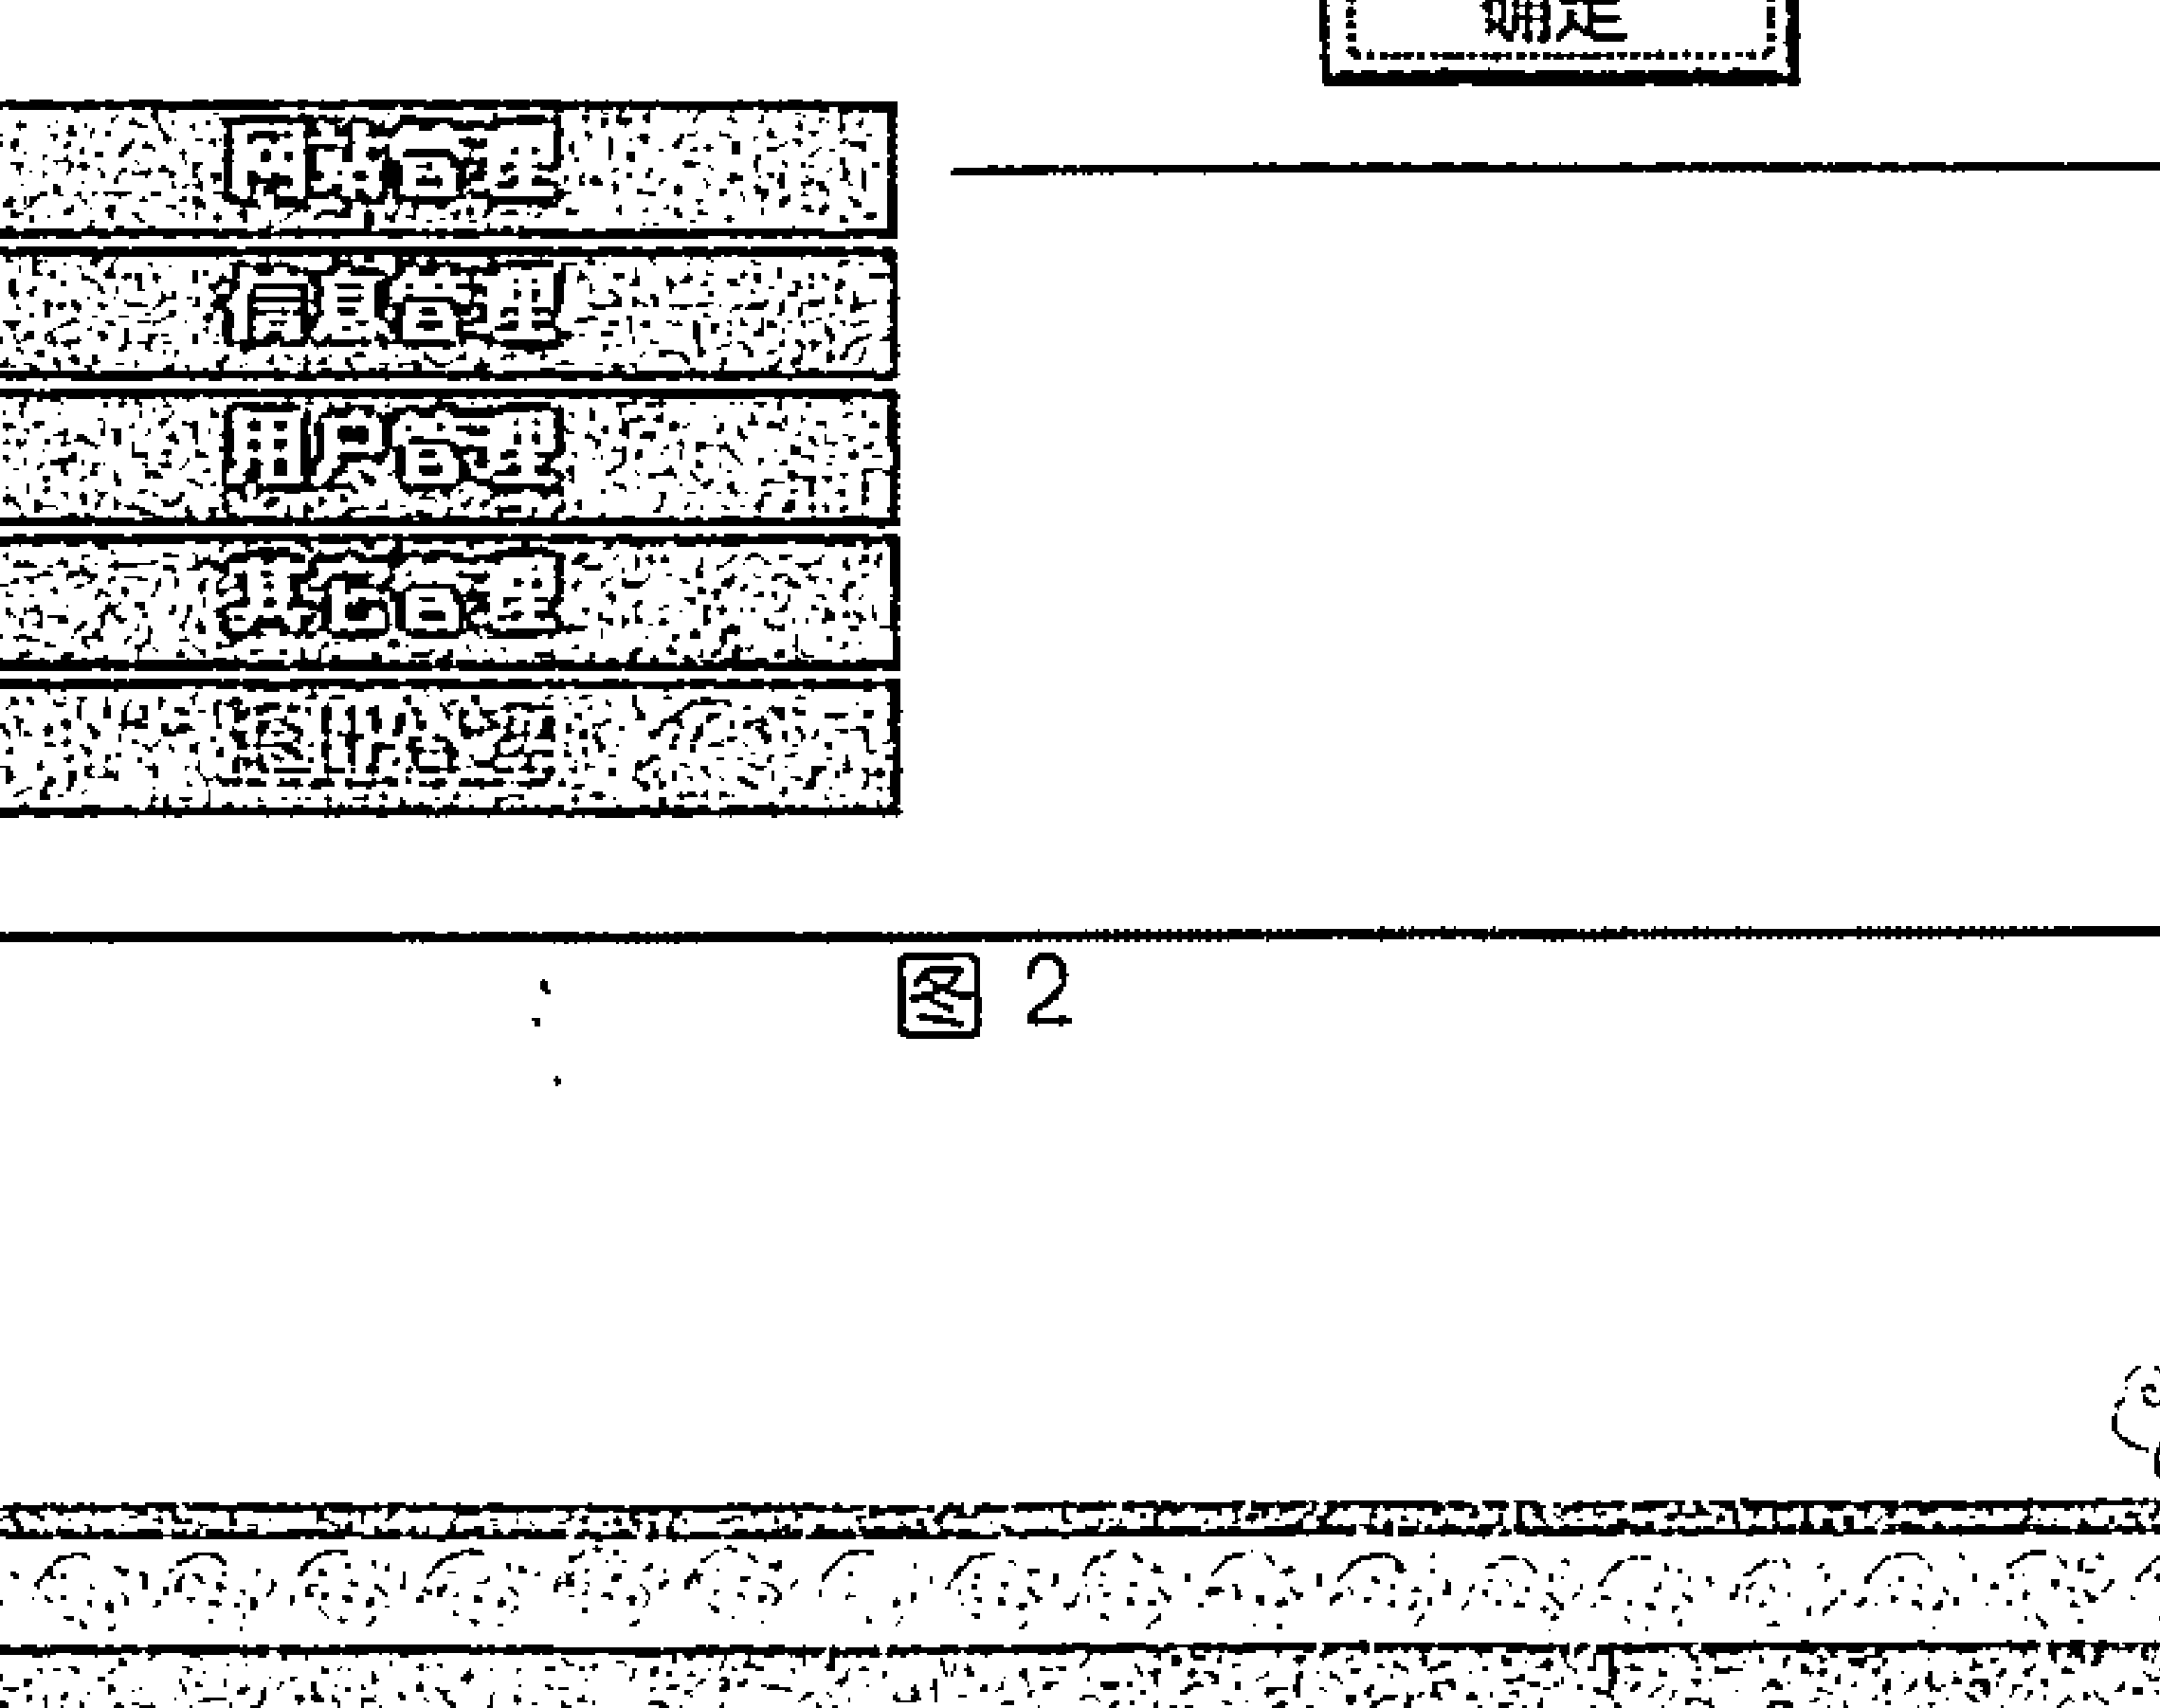 确定
网站管理
信息管理
用户管理
其它管理
图 2